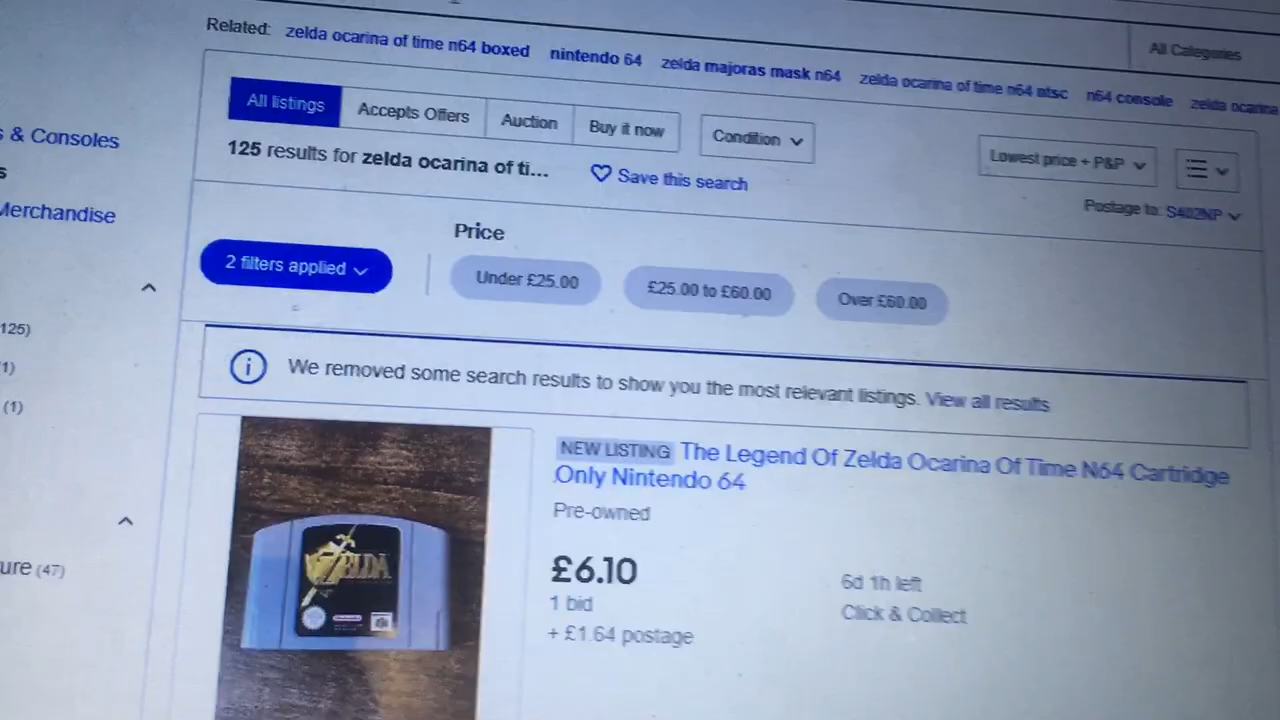 All Categories
Related: zelda ocarina of time n64 boxed nintendo 64 zelda majoras mask n64 zelda ocarina of time n64 ntsc n64 console zelda ocarina
All listings Accepts Offers Auction Buy it now Condition Lowest price + P&P
125 results for zelda ocarina of ti... Save this search
Postage to: S402NP
& Consoles
Merchandise
Price
2 filters applied Under £25.00 £25.00 to £60.00 Over £60.00
125)
1)
(1)
ure (47)
We removed some search results to show you the most relevant listings. View all results
NEW LISTING The Legend Of Zelda Ocarina Of Time N64 Cartridge
Only Nintendo 64
Pre-owned
£6.10
1 bid
+ £1.64 postage
6d 1h left
Click & Collect
ZELDA
Nintendo